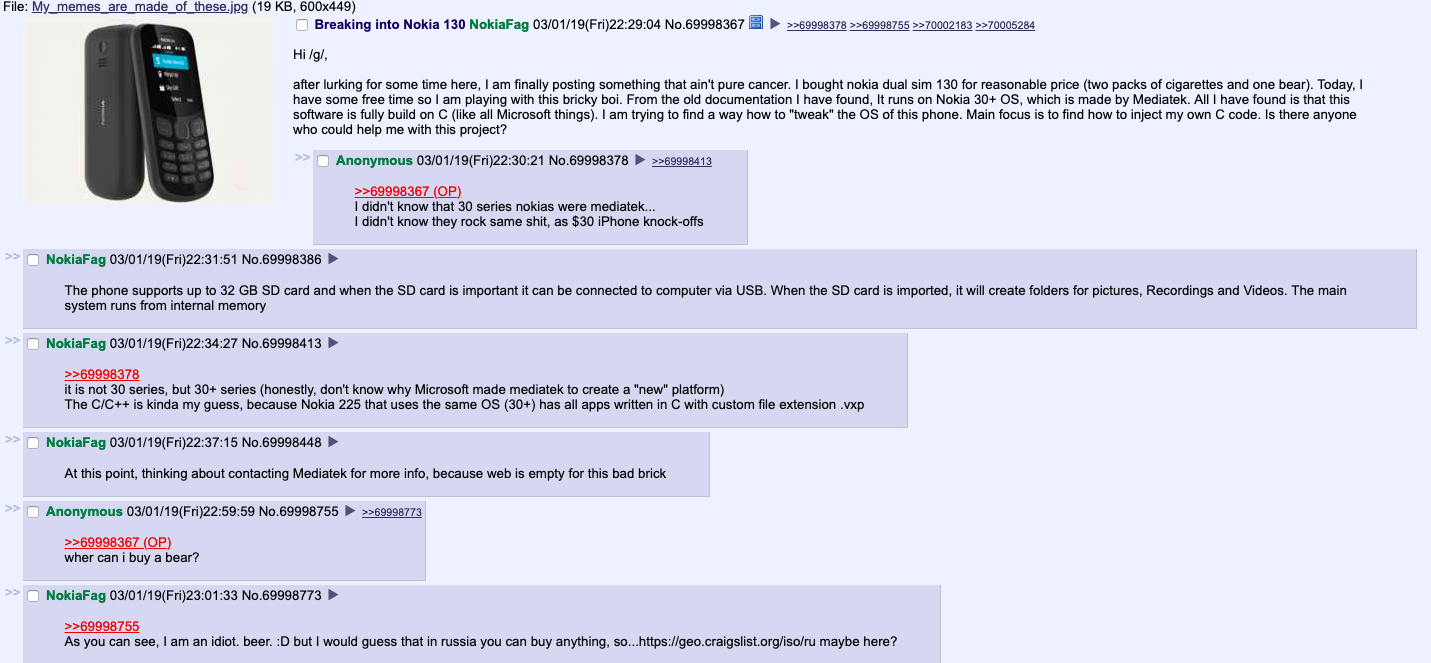 File: My_memes_are_made_of_these.jpg (19 KB, 600x449)
Breaking into Nokia 130 NokiaFag 03/01/19(Fri)22:29:04 No.69998367 ▶ >>69998378 >>69998755 >>70002183 >>70005284
Hi /g/,
after lurking for some time here, I am finally posting something that ain't pure cancer. I bought nokia dual sim 130 for reasonable price (two packs of cigarettes and one bear). Today, I
have some free time so I am playing with this bricky boi. From the old documentation I have found, It runs on Nokia 30+ OS, which is made by Mediatek. All I have found is that this
software is fully build on C (like all Microsoft things). I am trying to find a way how to "tweak" the OS of this phone. Main focus is to find how to inject my own C code. Is there anyone
who could help me with this project?
>> Anonymous 03/01/19(Fri)22:30:21 No.69998378 ▶ >>69998413
>>69998367 (OP)
I didn't know that 30 series nokias were mediatek...
I didn't know they rock same shit, as $30 iPhone knock-offs
>> NokiaFag 03/01/19(Fri)22:31:51 No.69998386 ▶
The phone supports up to 32 GB SD card and when the SD card is important it can be connected to computer via USB. When the SD card is imported, it will create folders for pictures, Recordings and Videos. The main
system runs from internal memory
>> NokiaFag 03/01/19(Fri)22:34:27 No.69998413 ▶
>>69998378
it is not 30 series, but 30+ series (honestly, don't know why Microsoft made mediatek to create a "new" platform)
The C/C++ is kinda my guess, because Nokia 225 that uses the same OS (30+) has all apps written in C with custom file extension .vxp
>> NokiaFag 03/01/19(Fri)22:37:15 No.69998448 ▶
At this point, thinking about contacting Mediatek for more info, because web is empty for this bad brick
>> Anonymous 03/01/19(Fri)22:59:59 No.69998755 ▶ >>69998773
>>69998367 (OP)
wher can i buy a bear?
>> NokiaFag 03/01/19(Fri)23:01:33 No.69998773 ▶
>>69998755
As you can see, I am an idiot. beer. :D but I would guess that in russia you can buy anything, so...https://geo.craigslist.org/iso/ru maybe here?